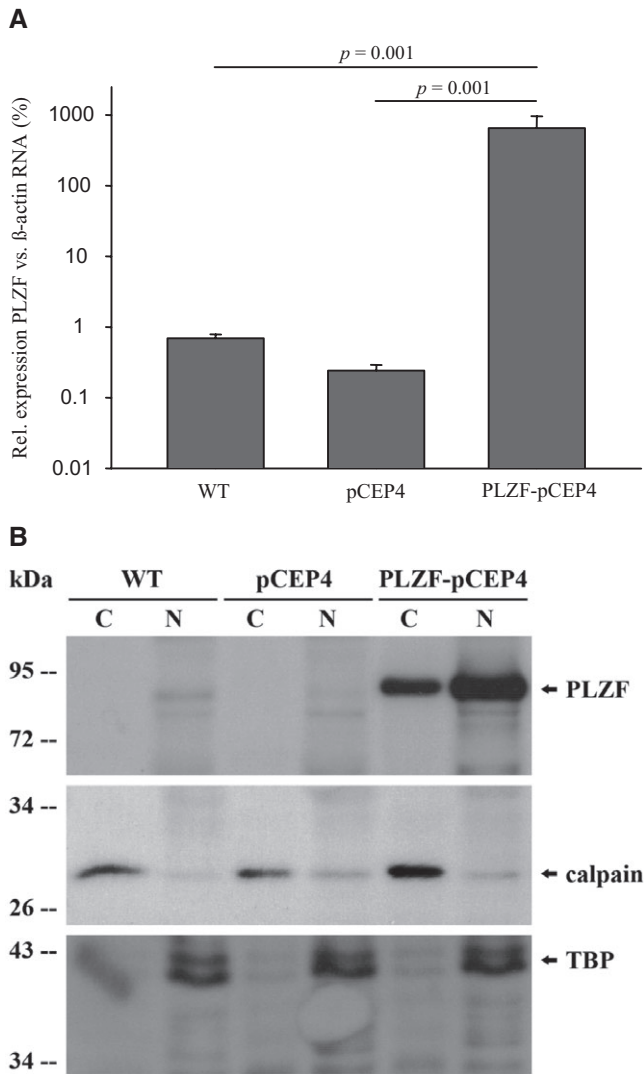 A
p = 0.001
p = 0.001
Rel. expression PLZF vs. ß-actin RNA (%)
1000
100
10
1
0.1
0.01
WT pCEP4 PLZF-pCEP4
B
kDa WT pCEP4 PLZF-pCEP4
C N C N C N
95 --
PLZF
72 --
34 --
calpain
26 --
43 --
TBP
34 --